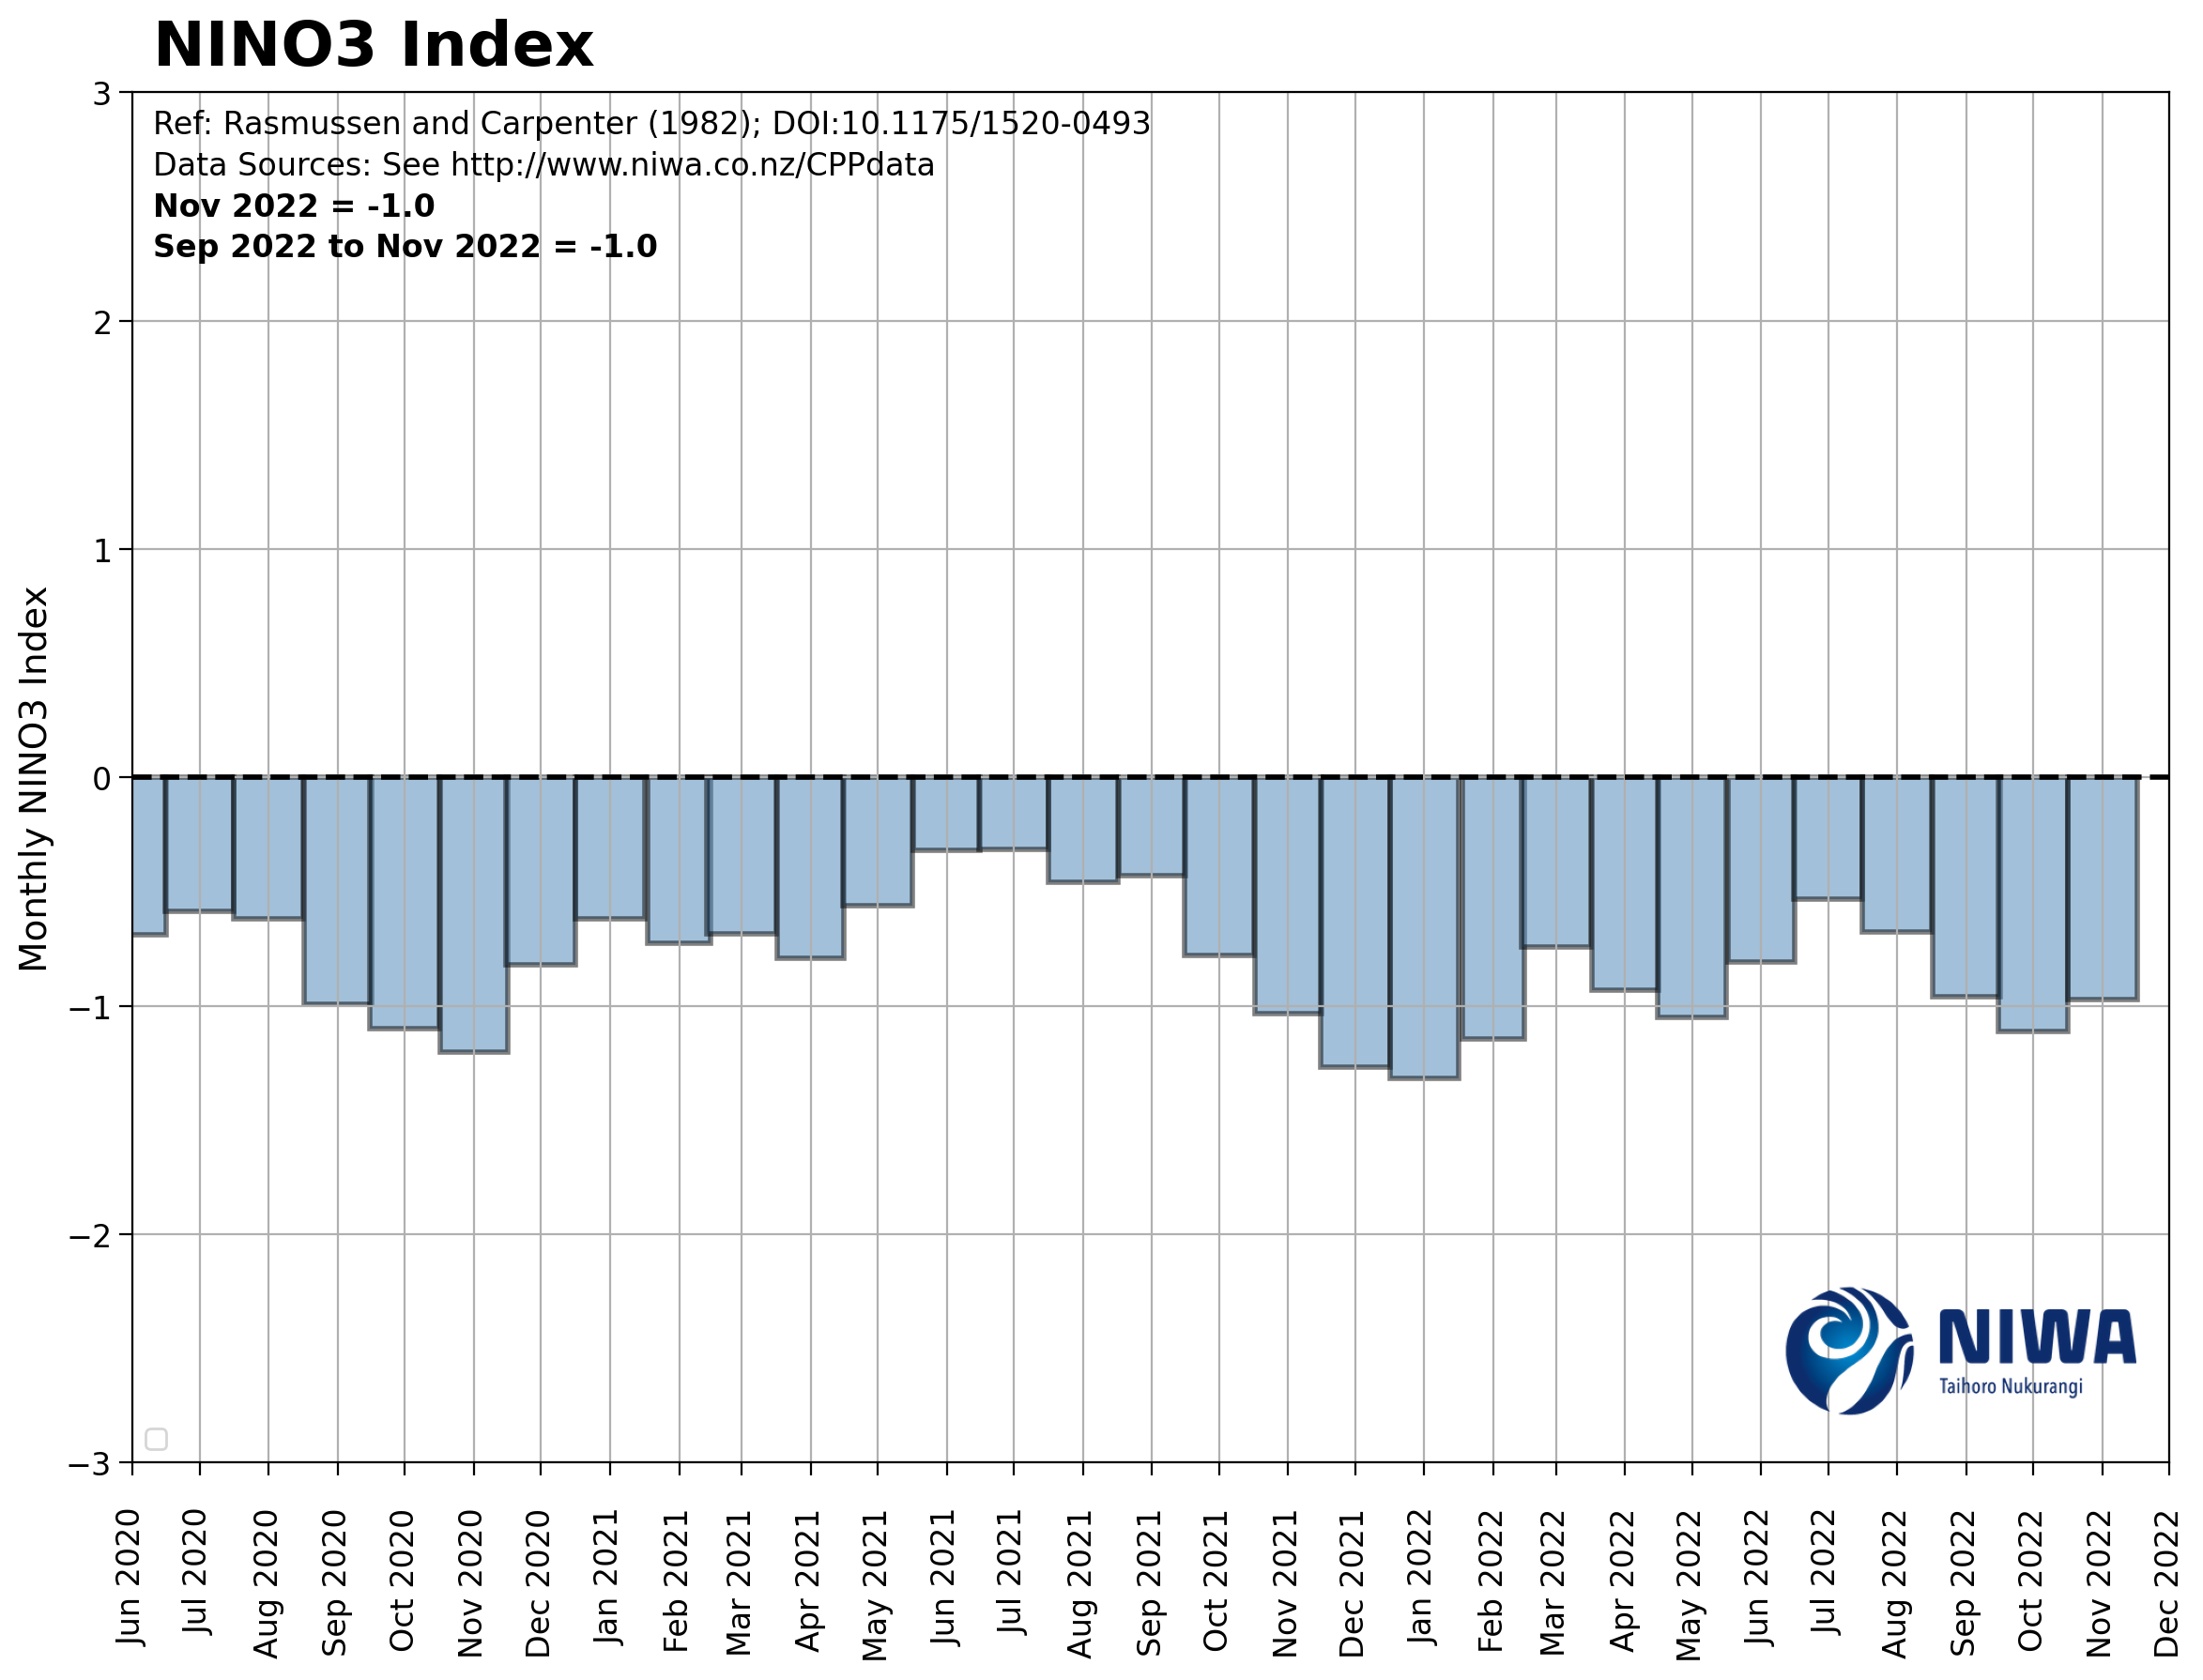 NINO3 Index
Ref: Rasmussen and Carpenter (1982); DOI:10.1175/1520-0493
Data Sources: See http://www.niwa.co.nz/CPPdata
Nov 2022 = -1.0
Sep 2022 to Nov 2022 = -1.0
Monthly NINO3 Index
3
2
1
0
−1
−2
−3
NIWA
Taihoro Nukurangi
Jun 2020
Jul 2020
Aug 2020
Sep 2020
Oct 2020
Nov 2020
Dec 2020
Jan 2021
Feb 2021
Mar 2021
Apr 2021
May 2021
Jun 2021
Jul 2021
Aug 2021
Sep 2021
Oct 2021
Nov 2021
Dec 2021
Jan 2022
Feb 2022
Mar 2022
Apr 2022
May 2022
Jun 2022
Jul 2022
Aug 2022
Sep 2022
Oct 2022
Nov 2022
Dec 2022